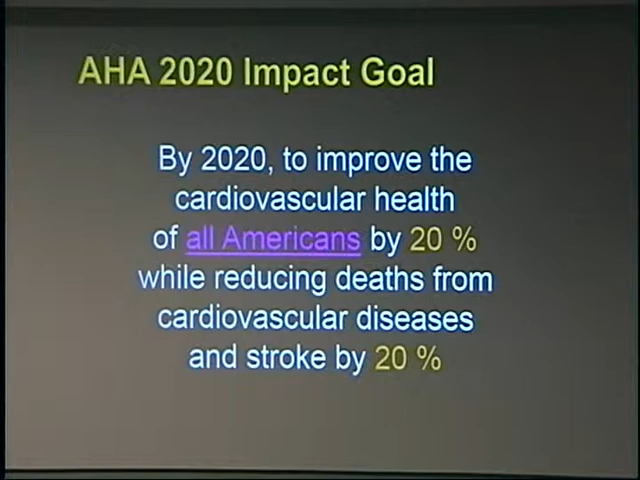 AHA 2020 Impact Goal
By 2020, to improve the
cardiovascular health
of all Americans by 20 %
while reducing deaths from
cardiovascular diseases
and stroke by 20 %